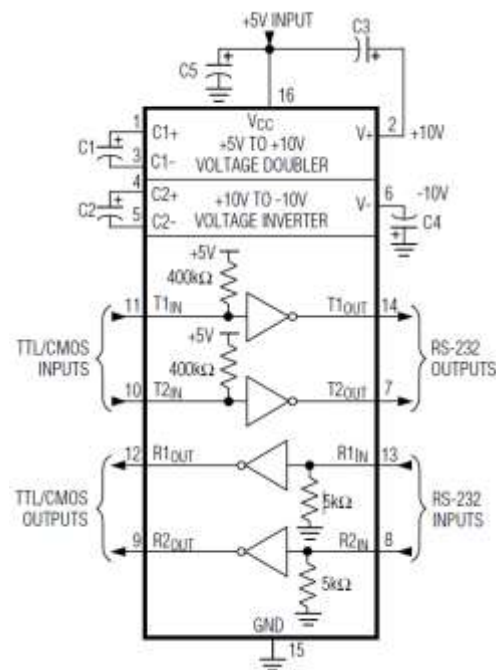 +5V INPUT
C3
+
C5
+
16
1
C1+
VCC
V+
2
+10V
+5V TO +10V
VOLTAGE DOUBLER
C1
+
3
C1-
4
C2+
+10V TO -10V
VOLTAGE INVERTER
V-
6
-10V
C2
+
5
C2-
C4
+
+5V
400kΩ
11
T1IN
T1OUT
14
+5V
TTL/CMOS
INPUTS
RS-232
OUTPUTS
400kΩ
10
T2IN
T2OUT
7
12
R1OUT
R1IN
13
TTL/CMOS
OUTPUTS
5kΩ
RS-232
INPUTS
9
R2OUT
R2IN
8
5kΩ
GND
15